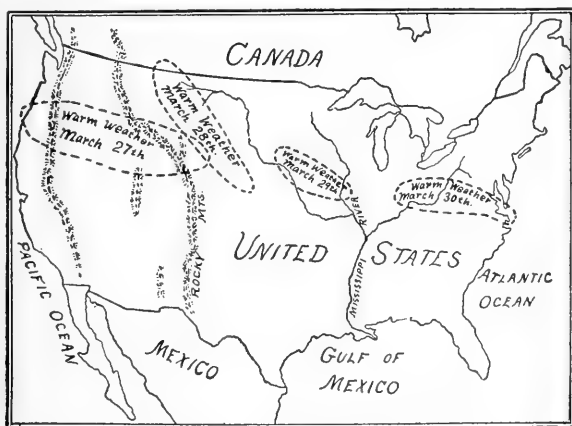 CANADA
Warm Weather
March 27th
Warm Weather
March 28th
Warm Weather
March 29th
Warm Weather
March 30th.
ROCKY MTS.
UNITED STATES
MISSISSIPPI RIVER
PACIFIC OCEAN
ATLANTIC
OCEAN
MEXICO
GULF OF
MEXICO